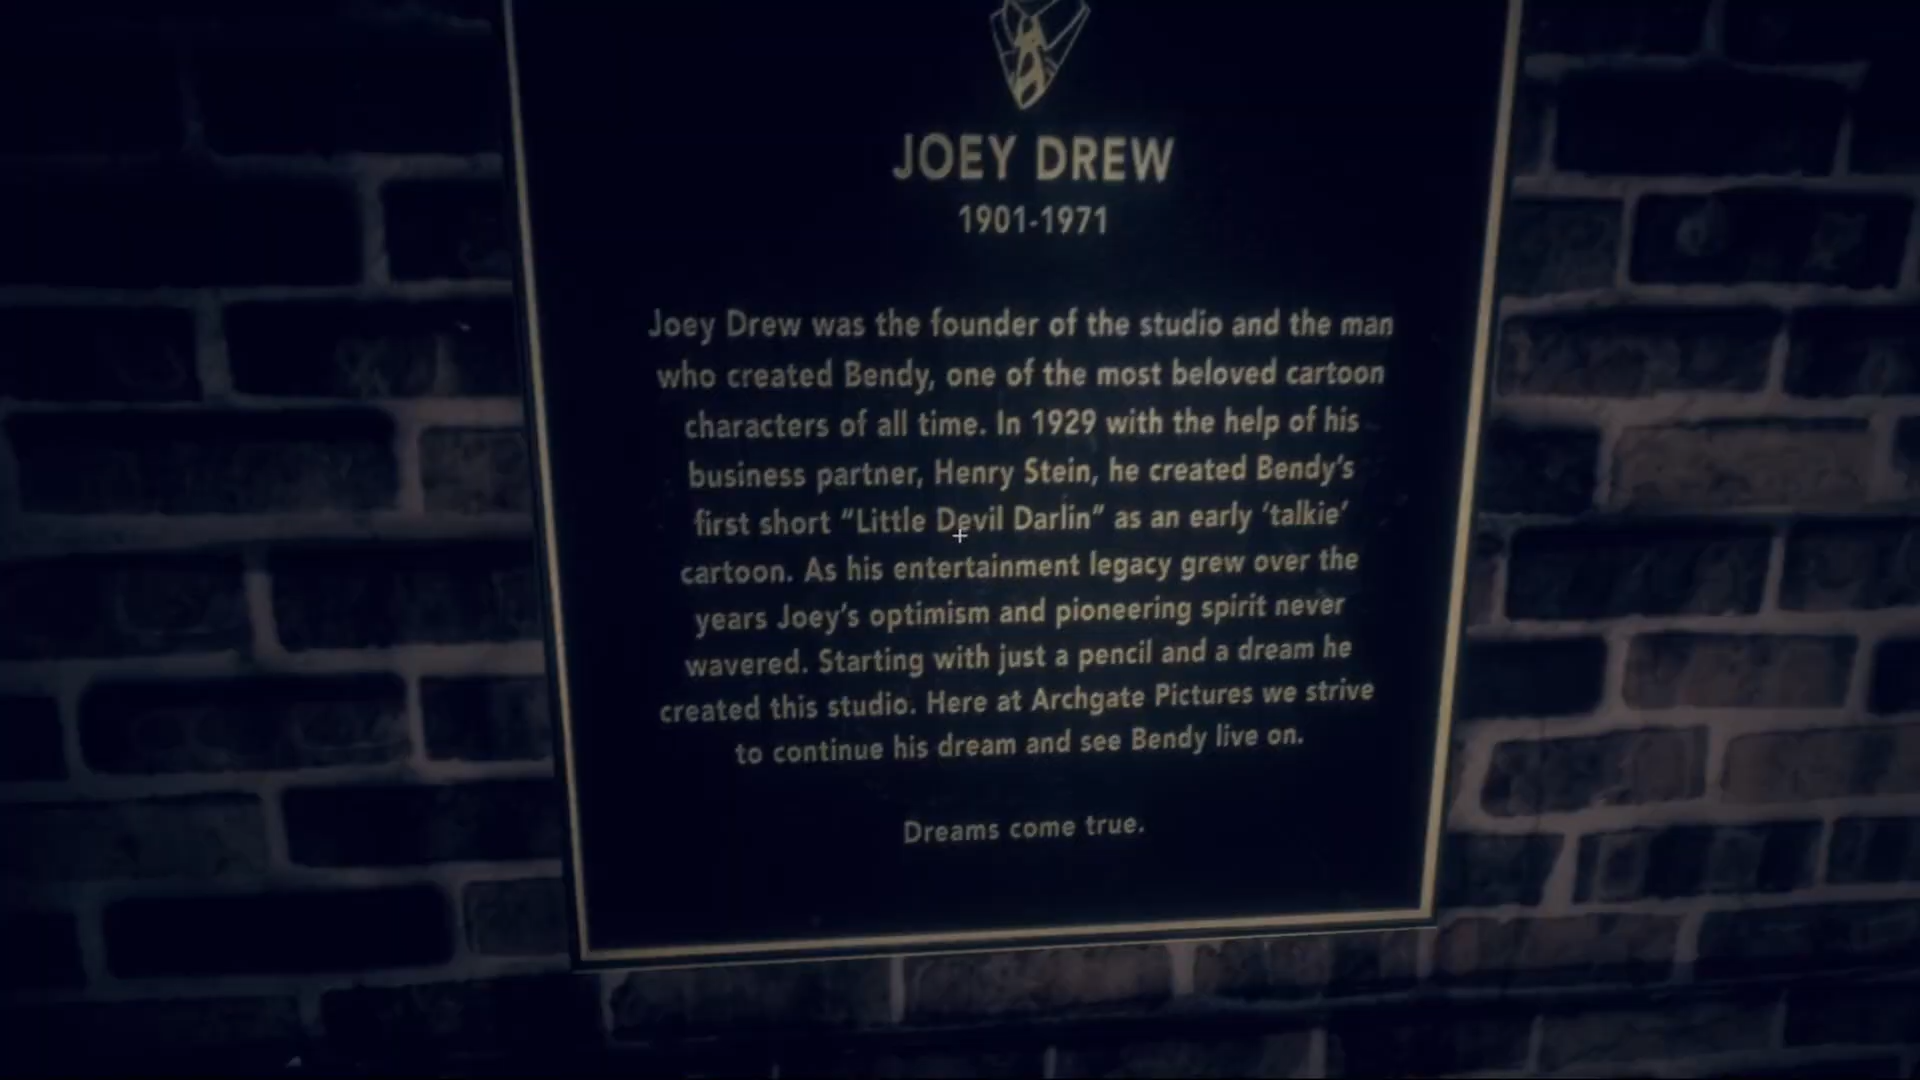 JOEY DREW
1901-1971
Joey Drew was the founder of the studio and the man
who created Bendy, one of the most beloved cartoon
characters of all time. In 1929 with the help of his
business partner, Henry Stein, he created Bendy's
first short “Little Devil Darlin” as an early ‘talkie’
cartoon. As his entertainment legacy grew over the
years Joey's optimism and pioneering spirit never
wavered. Starting with just a pencil and a dream he
created this studio. Here at Archgate Pictures we strive
to continue his dream and see Bendy live on.
Dreams come true.